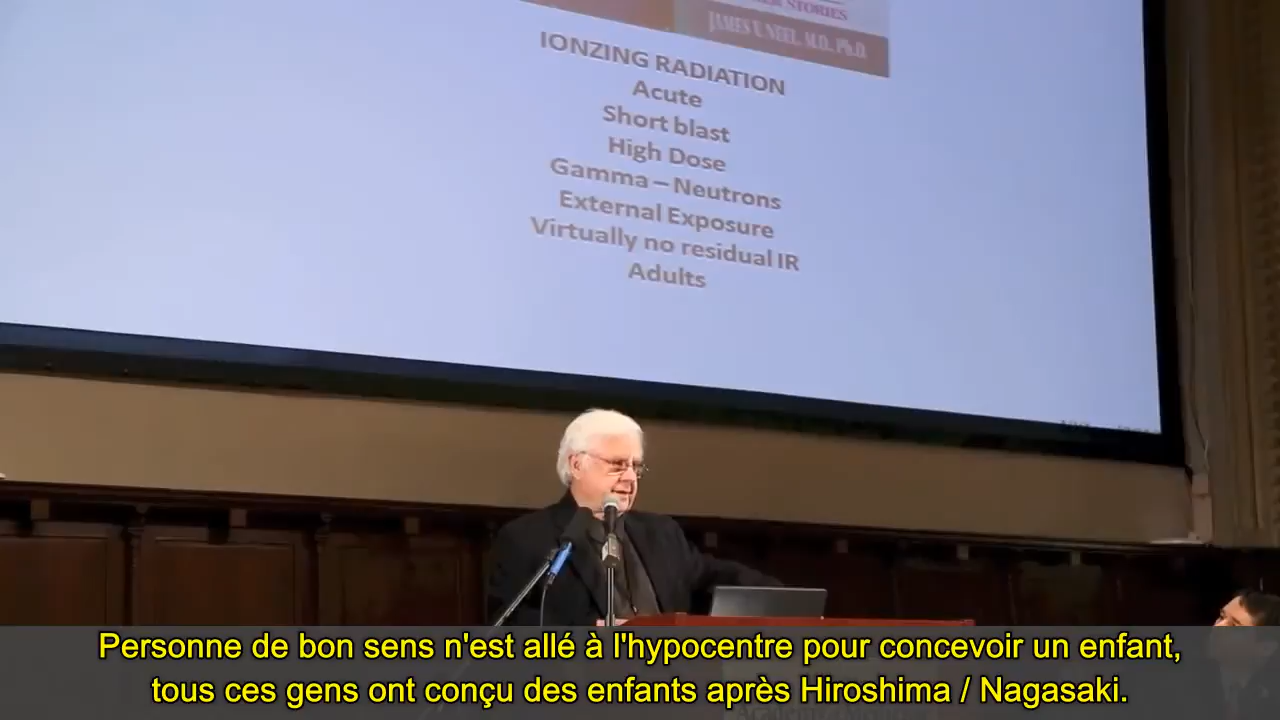 ER STORIES
JAMES V. NEEL, M.D., Ph.D.
IONZING RADIATION
Acute
Short blast
High Dose
Gamma – Neutrons
External Exposure
Virtually no residual IR
Adults
Personne de bon sens n'est allé à l'hypocentre pour concevoir un enfant,
tous ces gens ont conçu des enfants après Hiroshima / Nagasaki.